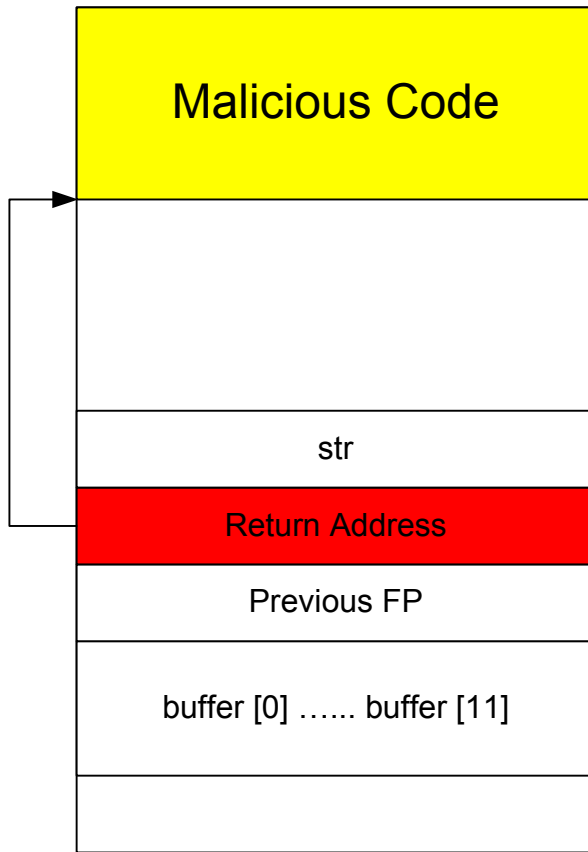 Malicious Code
str
Return Address
Previous FP
buffer [0] …... buffer [11]